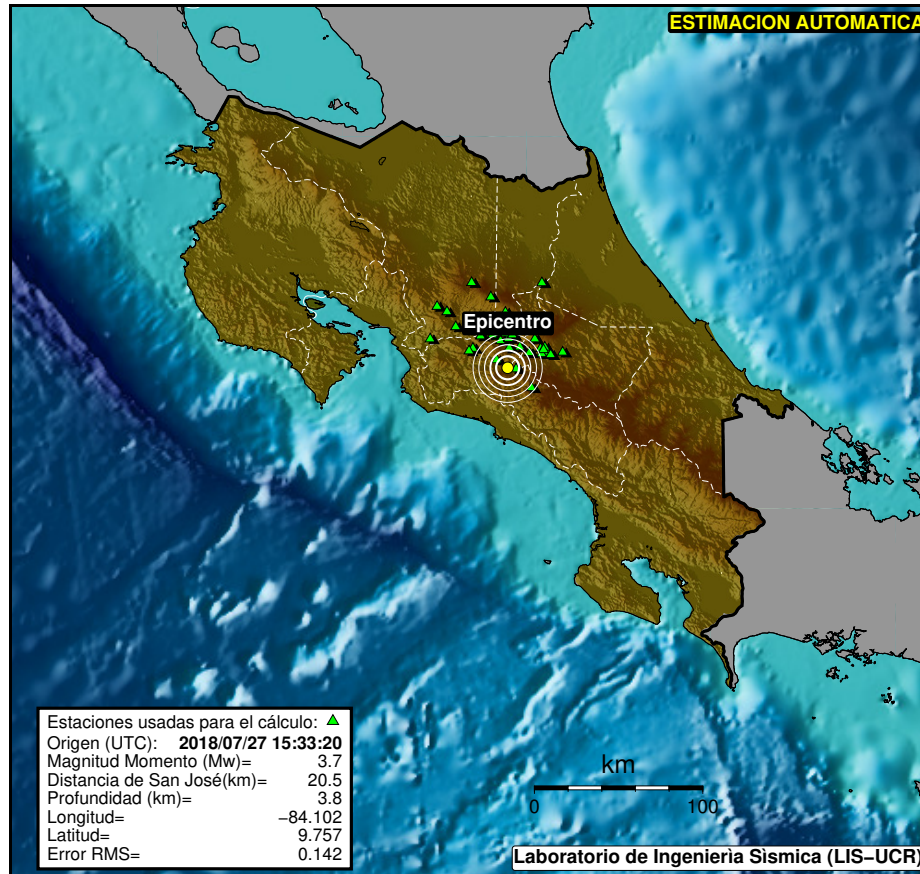 ESTIMACION AUTOMATICA
Epicentro
Estaciones usadas para el cálculo:
Origen (UTC): 2018/07/27 15:33:20
Magnitud Momento (Mw)= 3.7
Distancia de San José(km)= 20.5
Profundidad (km)= 3.8
Longitud= −84.102
Latitud= 9.757
Error RMS= 0.142
km
0 100
Laboratorio de Ingenierìa Sìsmica (LIS−UCR)